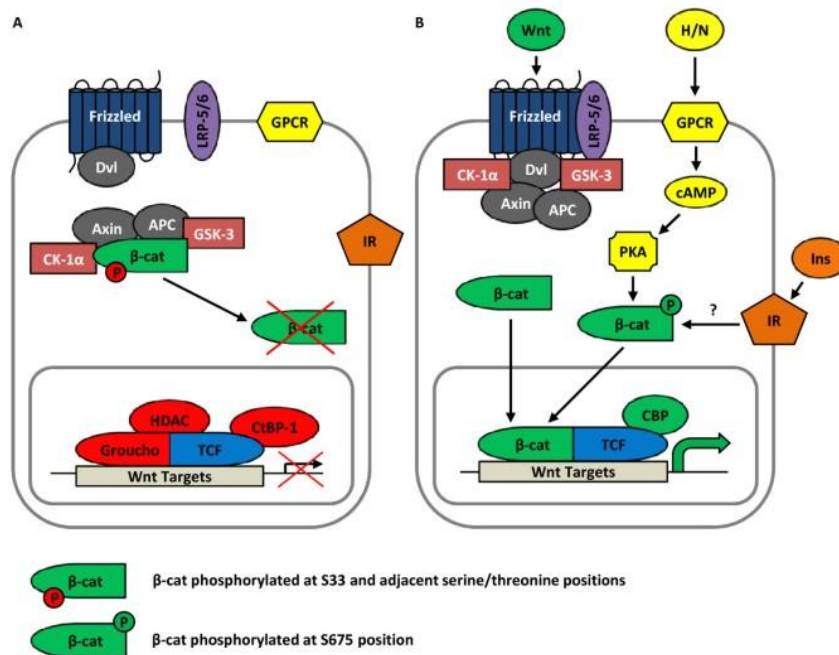 A
Frizzled
LRP-5/6
GPCR
Dvl
Axin
APC
GSK-3
CK-1α
β-cat
P
IR
β-cat
HDAC
CtBP-1
Groucho
TCF
Wnt Targets
B
Wnt
H/N
Frizzled
LRP-5/6
GPCR
CK-1α
Dvl
GSK-3
Axin
APC
cAMP
PKA
Ins
β-cat
β-cat
P
?
IR
CBP
β-cat
TCF
Wnt Targets
β-cat
P
β-cat phosphorylated at S33 and adjacent serine/threonine positions
β-cat
P
β-cat phosphorylated at S675 position